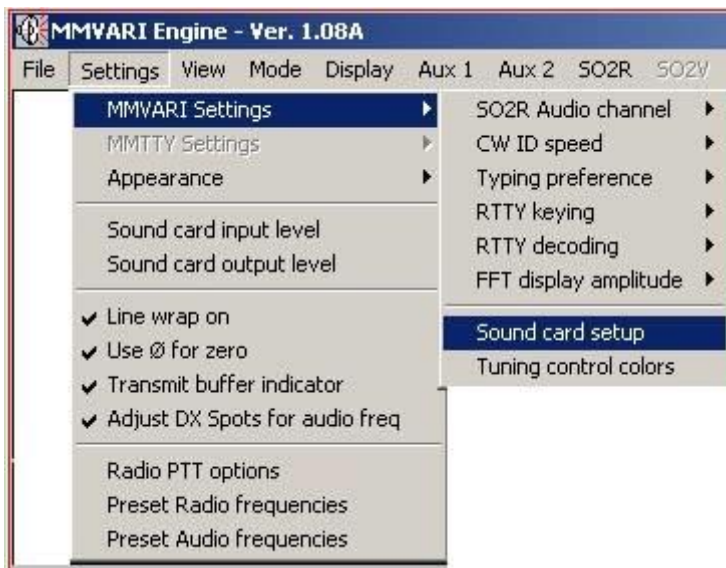 MMVARI Engine - Ver. 1.08A
File Settings View Mode Display Aux 1 Aux 2 SO2R SO2V
MMVARI Settings
MMTTY Settings
Appearance
Sound card input level
Sound card output level
Line wrap on
Use Ø for zero
Transmit buffer indicator
Adjust DX Spots for audio freq
Radio PTT options
Preset Radio frequencies
Preset Audio frequencies
SO2R Audio channel
CW ID speed
Typing preference
RTTY keying
RTTY decoding
FFT display amplitude
Sound card setup
Tuning control colors